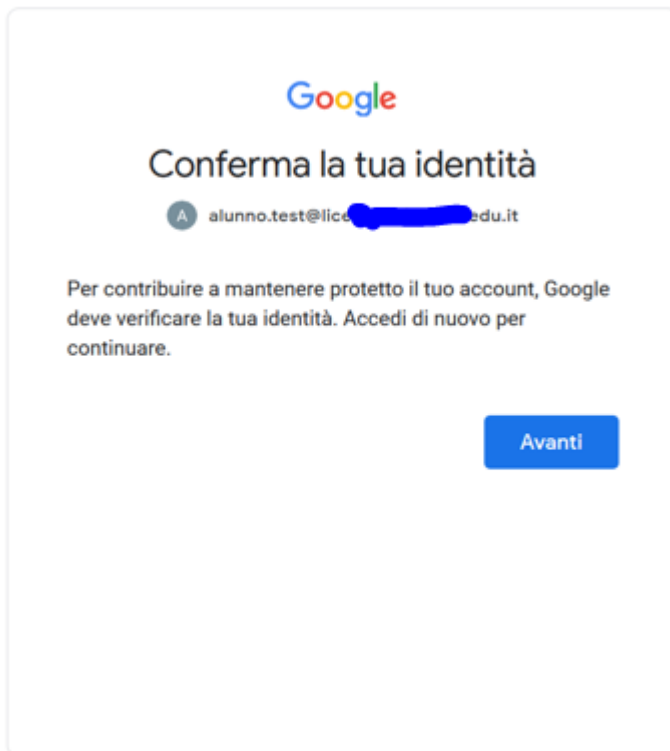 Google
Conferma la tua identità
A alunno.test@lice edu.it
Per contribuire a mantenere protetto il tuo account, Google
deve verificare la tua identità. Accedi di nuovo per
continuare.
Avanti